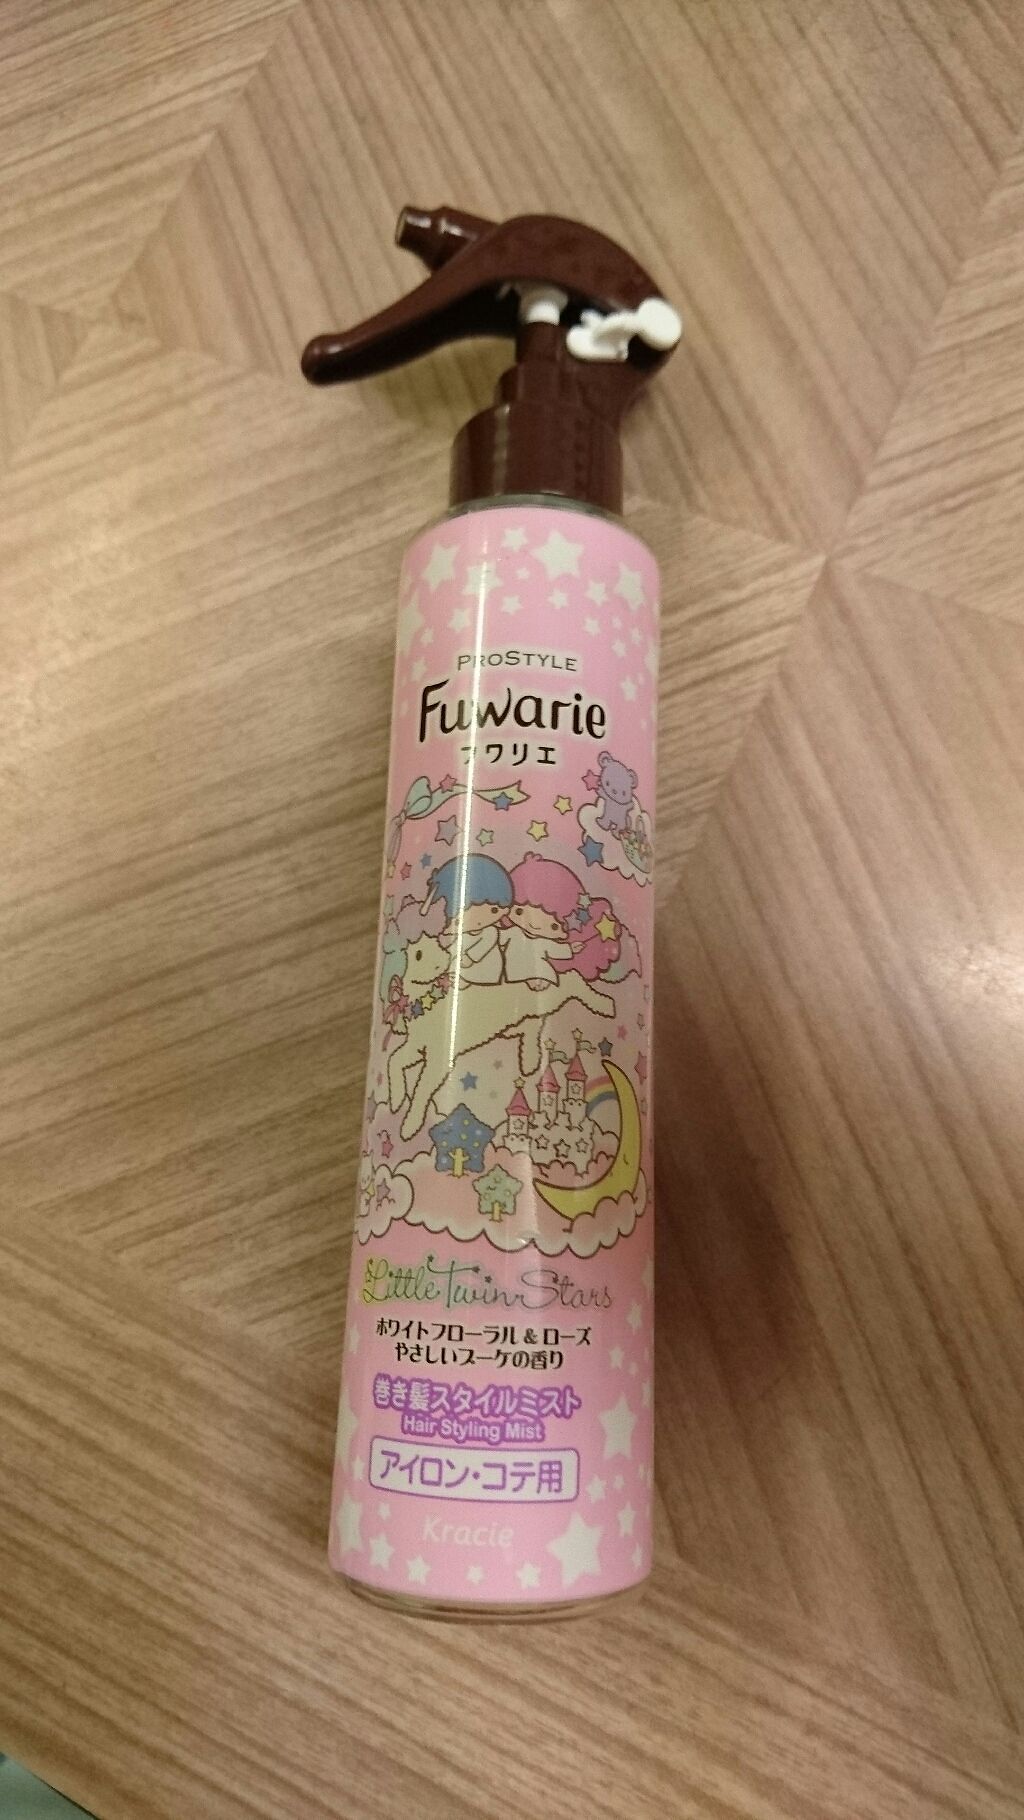 PROSTYLE
Fuwarie
フワリエ
Little Twin Stars
ホワイトフローラル & ローズ
やさしいブーケの香り
巻き髪スタイルミスト
Hair Styling Mist
アイロン・コテ用
Kracie